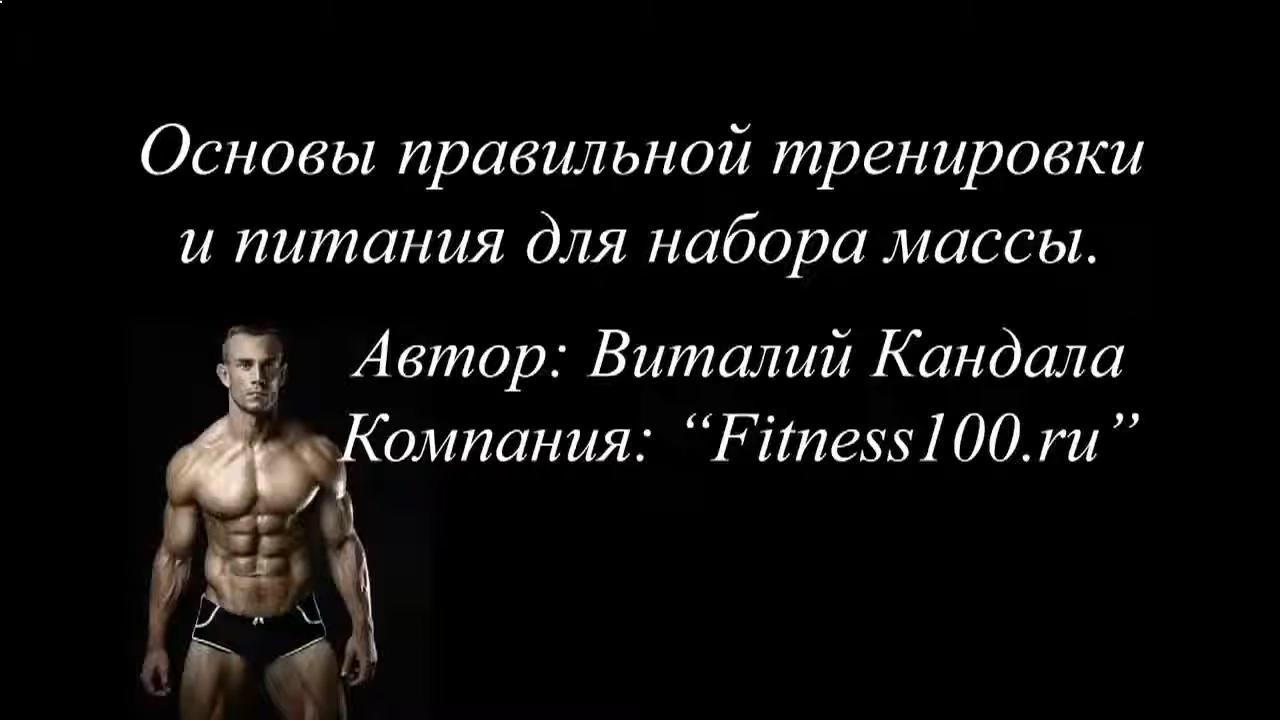 Основы правильной тренировки
и питания для набора массы.
Автор: Виталий Кандала
Компания: “Fitness100.ru”